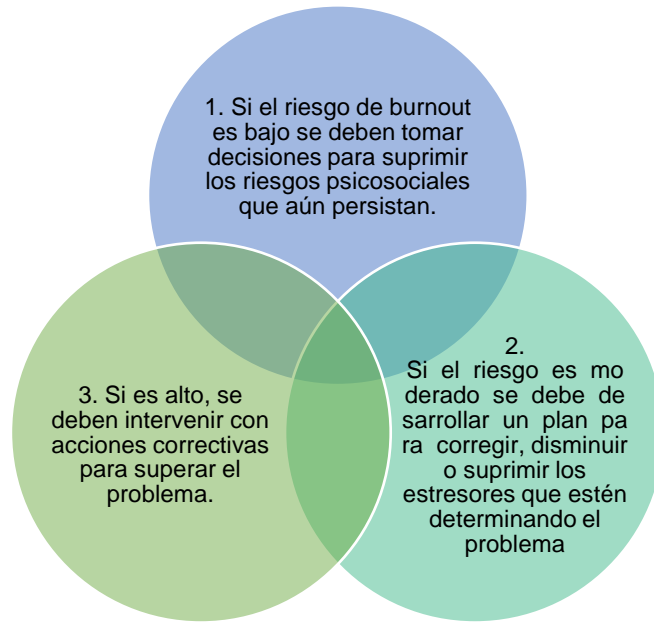 1. Si el riesgo de burnout
es bajo se deben tomar
decisiones para suprimir
los riesgos psicosociales
que aún persistan.
2.
Si el riesgo es mo
derado se debe de
sarrollar un plan pa
ra corregir, disminuir
o suprimir los
estresores que estén
determinando el
problema
3. Si es alto, se
deben intervenir con
acciones correctivas
para superar el
problema.